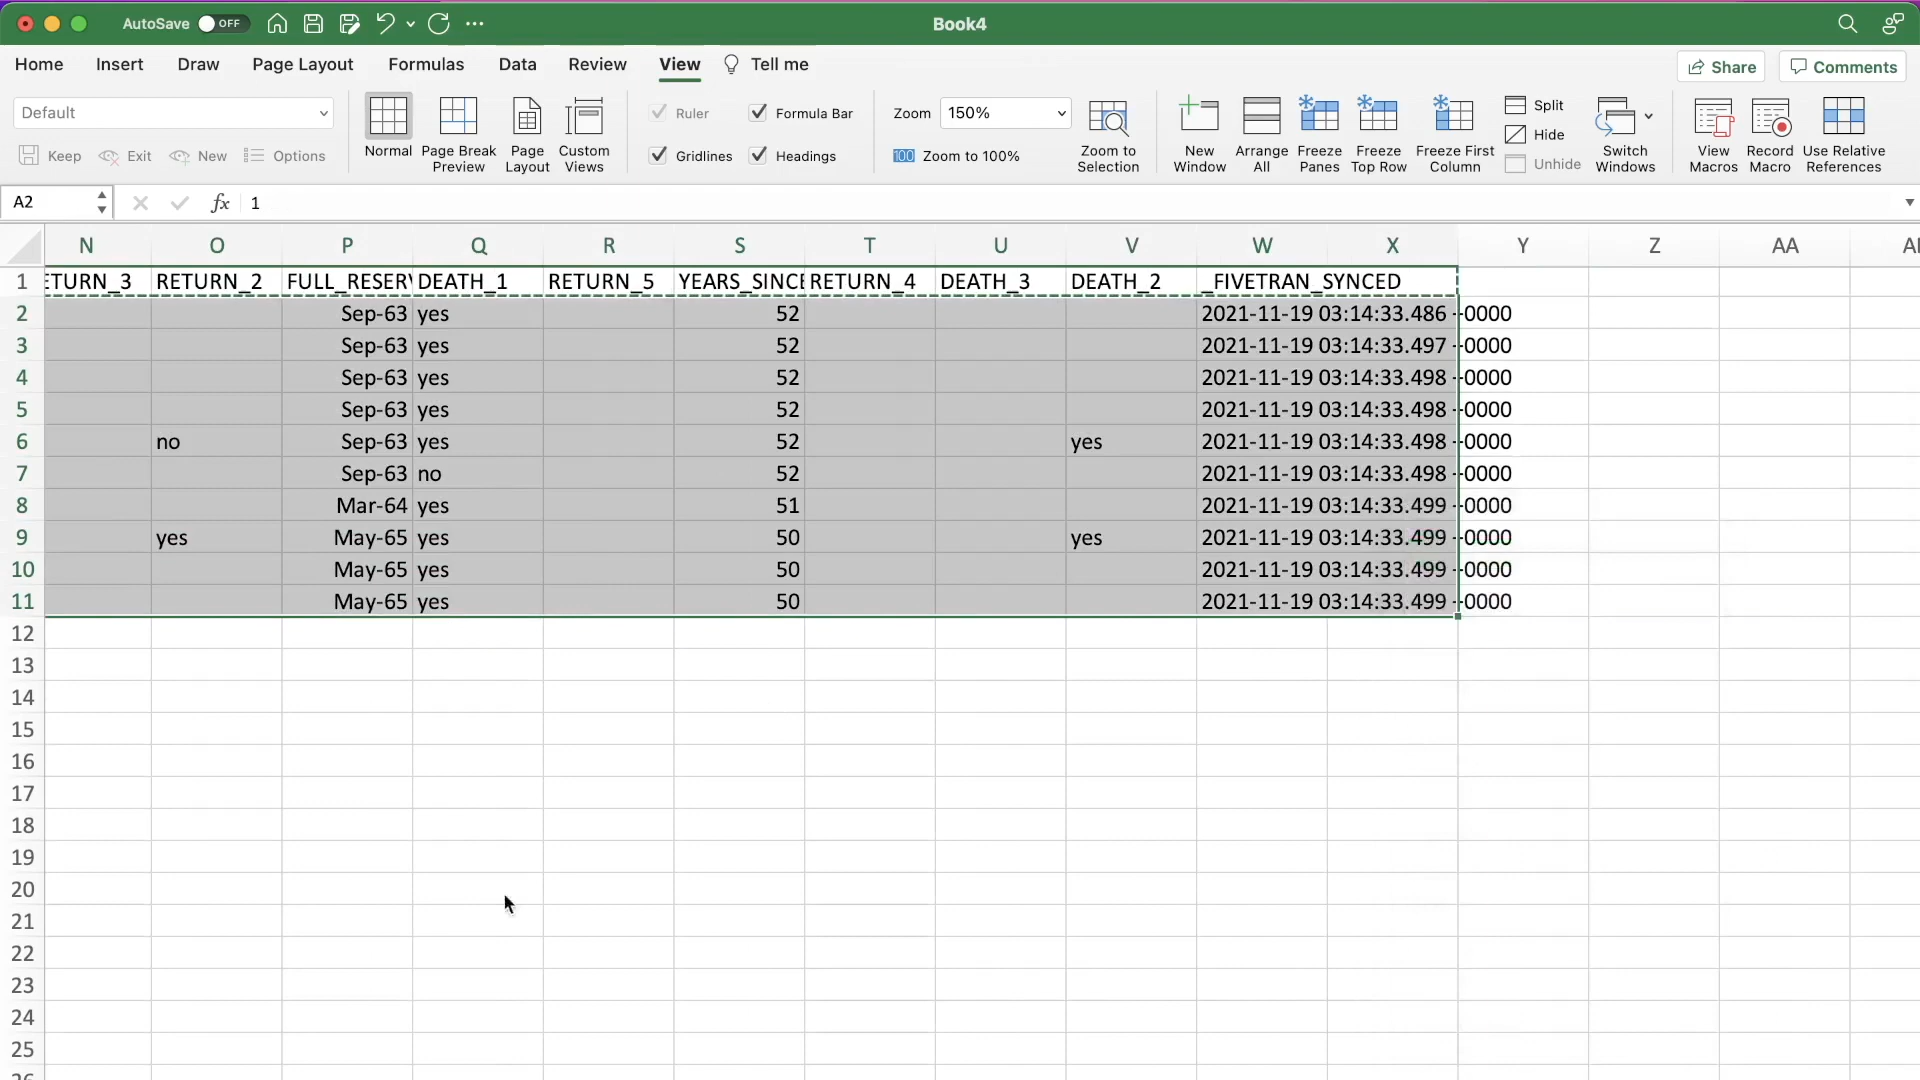 AutoSave OFF Book4
Home Insert Draw Page Layout Formulas Data Review View Tell me Share Comments
Default Normal Page Break Preview Page Layout Custom Views Ruler Formula Bar Zoom 150% Zoom to Selection New Window Arrange All Freeze Panes Freeze Top Row Freeze First Column Split Hide Unhide Switch Windows View Macros Record Macro Use Relative References
Keep Exit New Options Gridlines Headings 100 Zoom to 100%
A2 fx 1
N O P Q R S T U V W X Y Z AA
1 ETURN_3 RETURN_2 FULL_RESERV DEATH_1 RETURN_5 YEARS_SINCE RETURN_4 DEATH_3 DEATH_2 _FIVETRAN_SYNCED
2 Sep-63 yes 52 2021-11-19 03:14:33.486 -0000
3 Sep-63 yes 52 2021-11-19 03:14:33.497 -0000
4 Sep-63 yes 52 2021-11-19 03:14:33.498 -0000
5 Sep-63 yes 52 2021-11-19 03:14:33.498 -0000
6 no Sep-63 yes 52 yes 2021-11-19 03:14:33.498 -0000
7 Sep-63 no 52 2021-11-19 03:14:33.498 -0000
8 Mar-64 yes 51 2021-11-19 03:14:33.499 -0000
9 yes May-65 yes 50 yes 2021-11-19 03:14:33.499 -0000
10 May-65 yes 50 2021-11-19 03:14:33.499 -0000
11 May-65 yes 50 2021-11-19 03:14:33.499 -0000
12
13
14
15
16
17
18
19
20
21
22
23
24
25